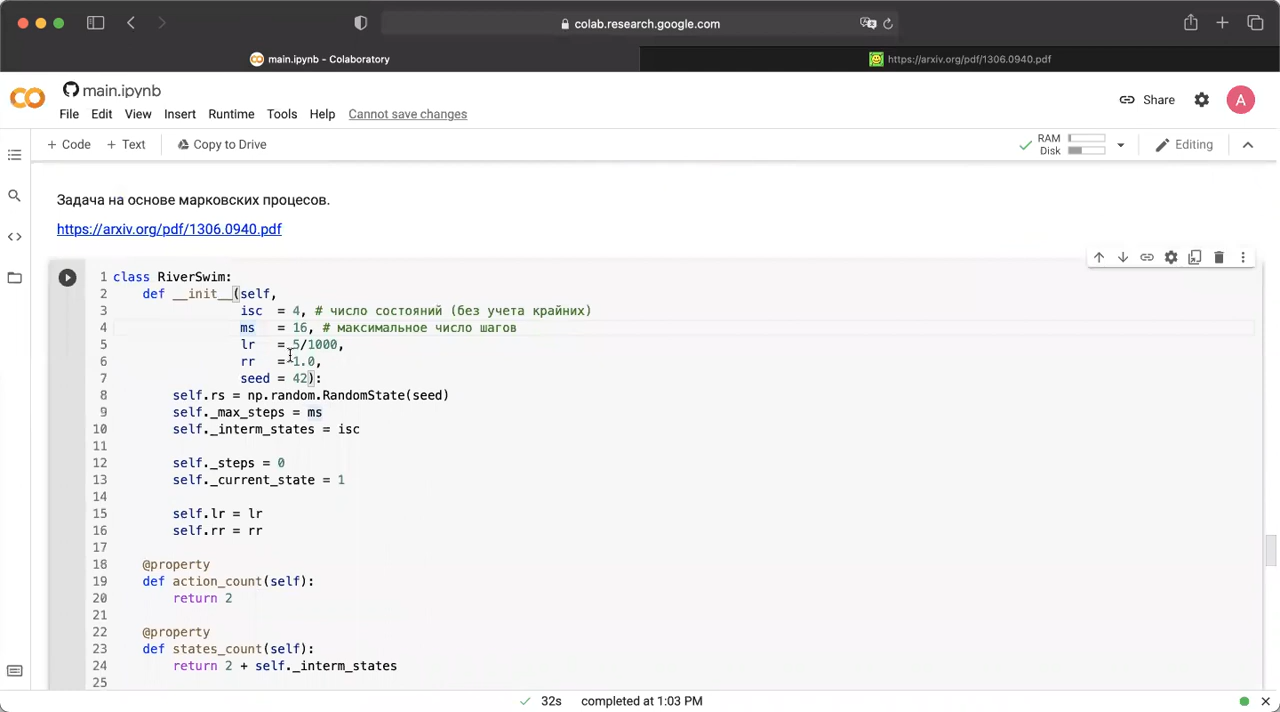 colab.research.google.com
main.ipynb - Colaboratory
https://arxiv.org/pdf/1306.0940.pdf
main.ipynb
Share
A
File Edit View Insert Runtime Tools Help Cannot save changes
+ Code + Text Copy to Drive
RAM
Disk
Editing
Задача на основе марковских процесов.
https://arxiv.org/pdf/1306.0940.pdf
1 class RiverSwim:
2     def __init__(self,
3                  isc  = 4, # число состояний (без учета крайних)
4                  ms   = 16, # максимальное число шагов
5                  lr   = 5/1000,
6                  rr   = 1.0,
7                  seed = 42):
8         self.rs = np.random.RandomState(seed)
9         self._max_steps = ms
10         self._interm_states = isc
11
12         self._steps = 0
13         self._current_state = 1
14
15         self.lr = lr
16         self.rr = rr
17
18     @property
19     def action_count(self):
20         return 2
21
22     @property
23     def states_count(self):
24         return 2 + self._interm_states
25
32s completed at 1:03 PM